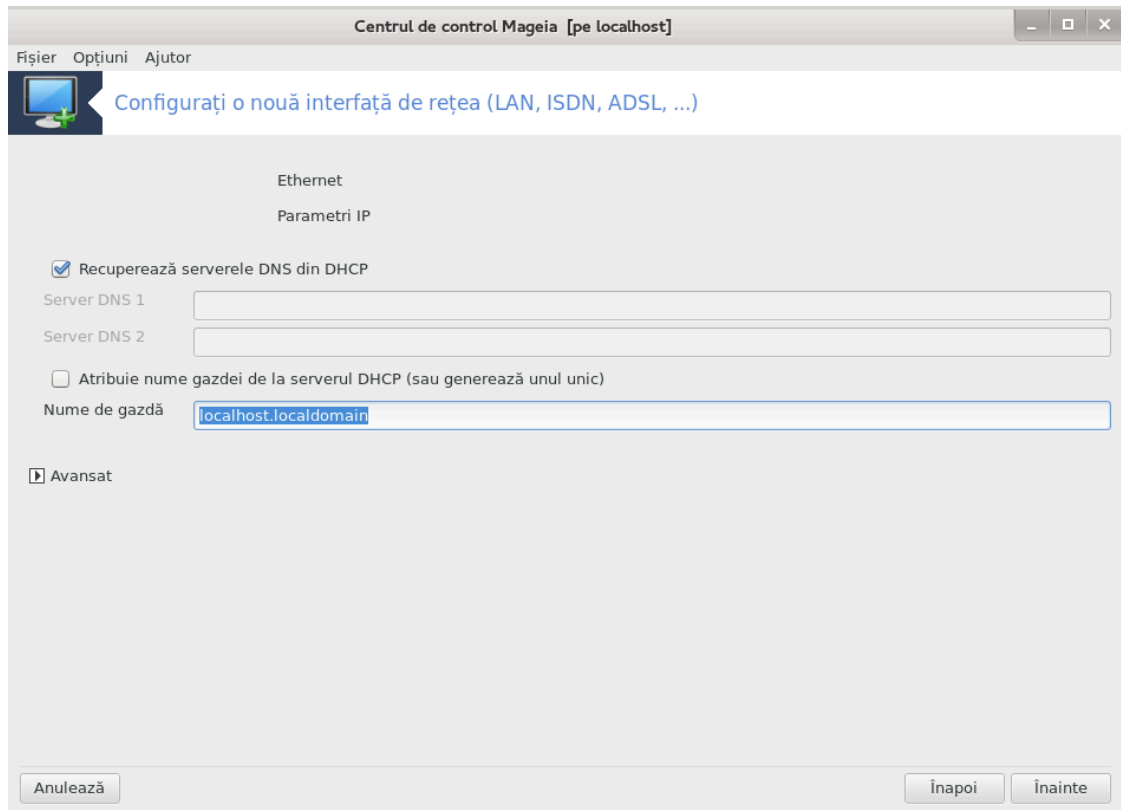 Centrul de control Mageia [pe localhost]
Fișier Opțiuni Ajutor
Configurați o nouă interfață de rețea (LAN, ISDN, ADSL, ...)
Ethernet
Parametri IP
Recuperează serverele DNS din DHCP
Server DNS 1
Server DNS 2
Atribuie nume gazdei de la serverul DHCP (sau generează unul unic)
Nume de gazdă localhost.localdomain
Avansat
Anulează Înapoi Înainte